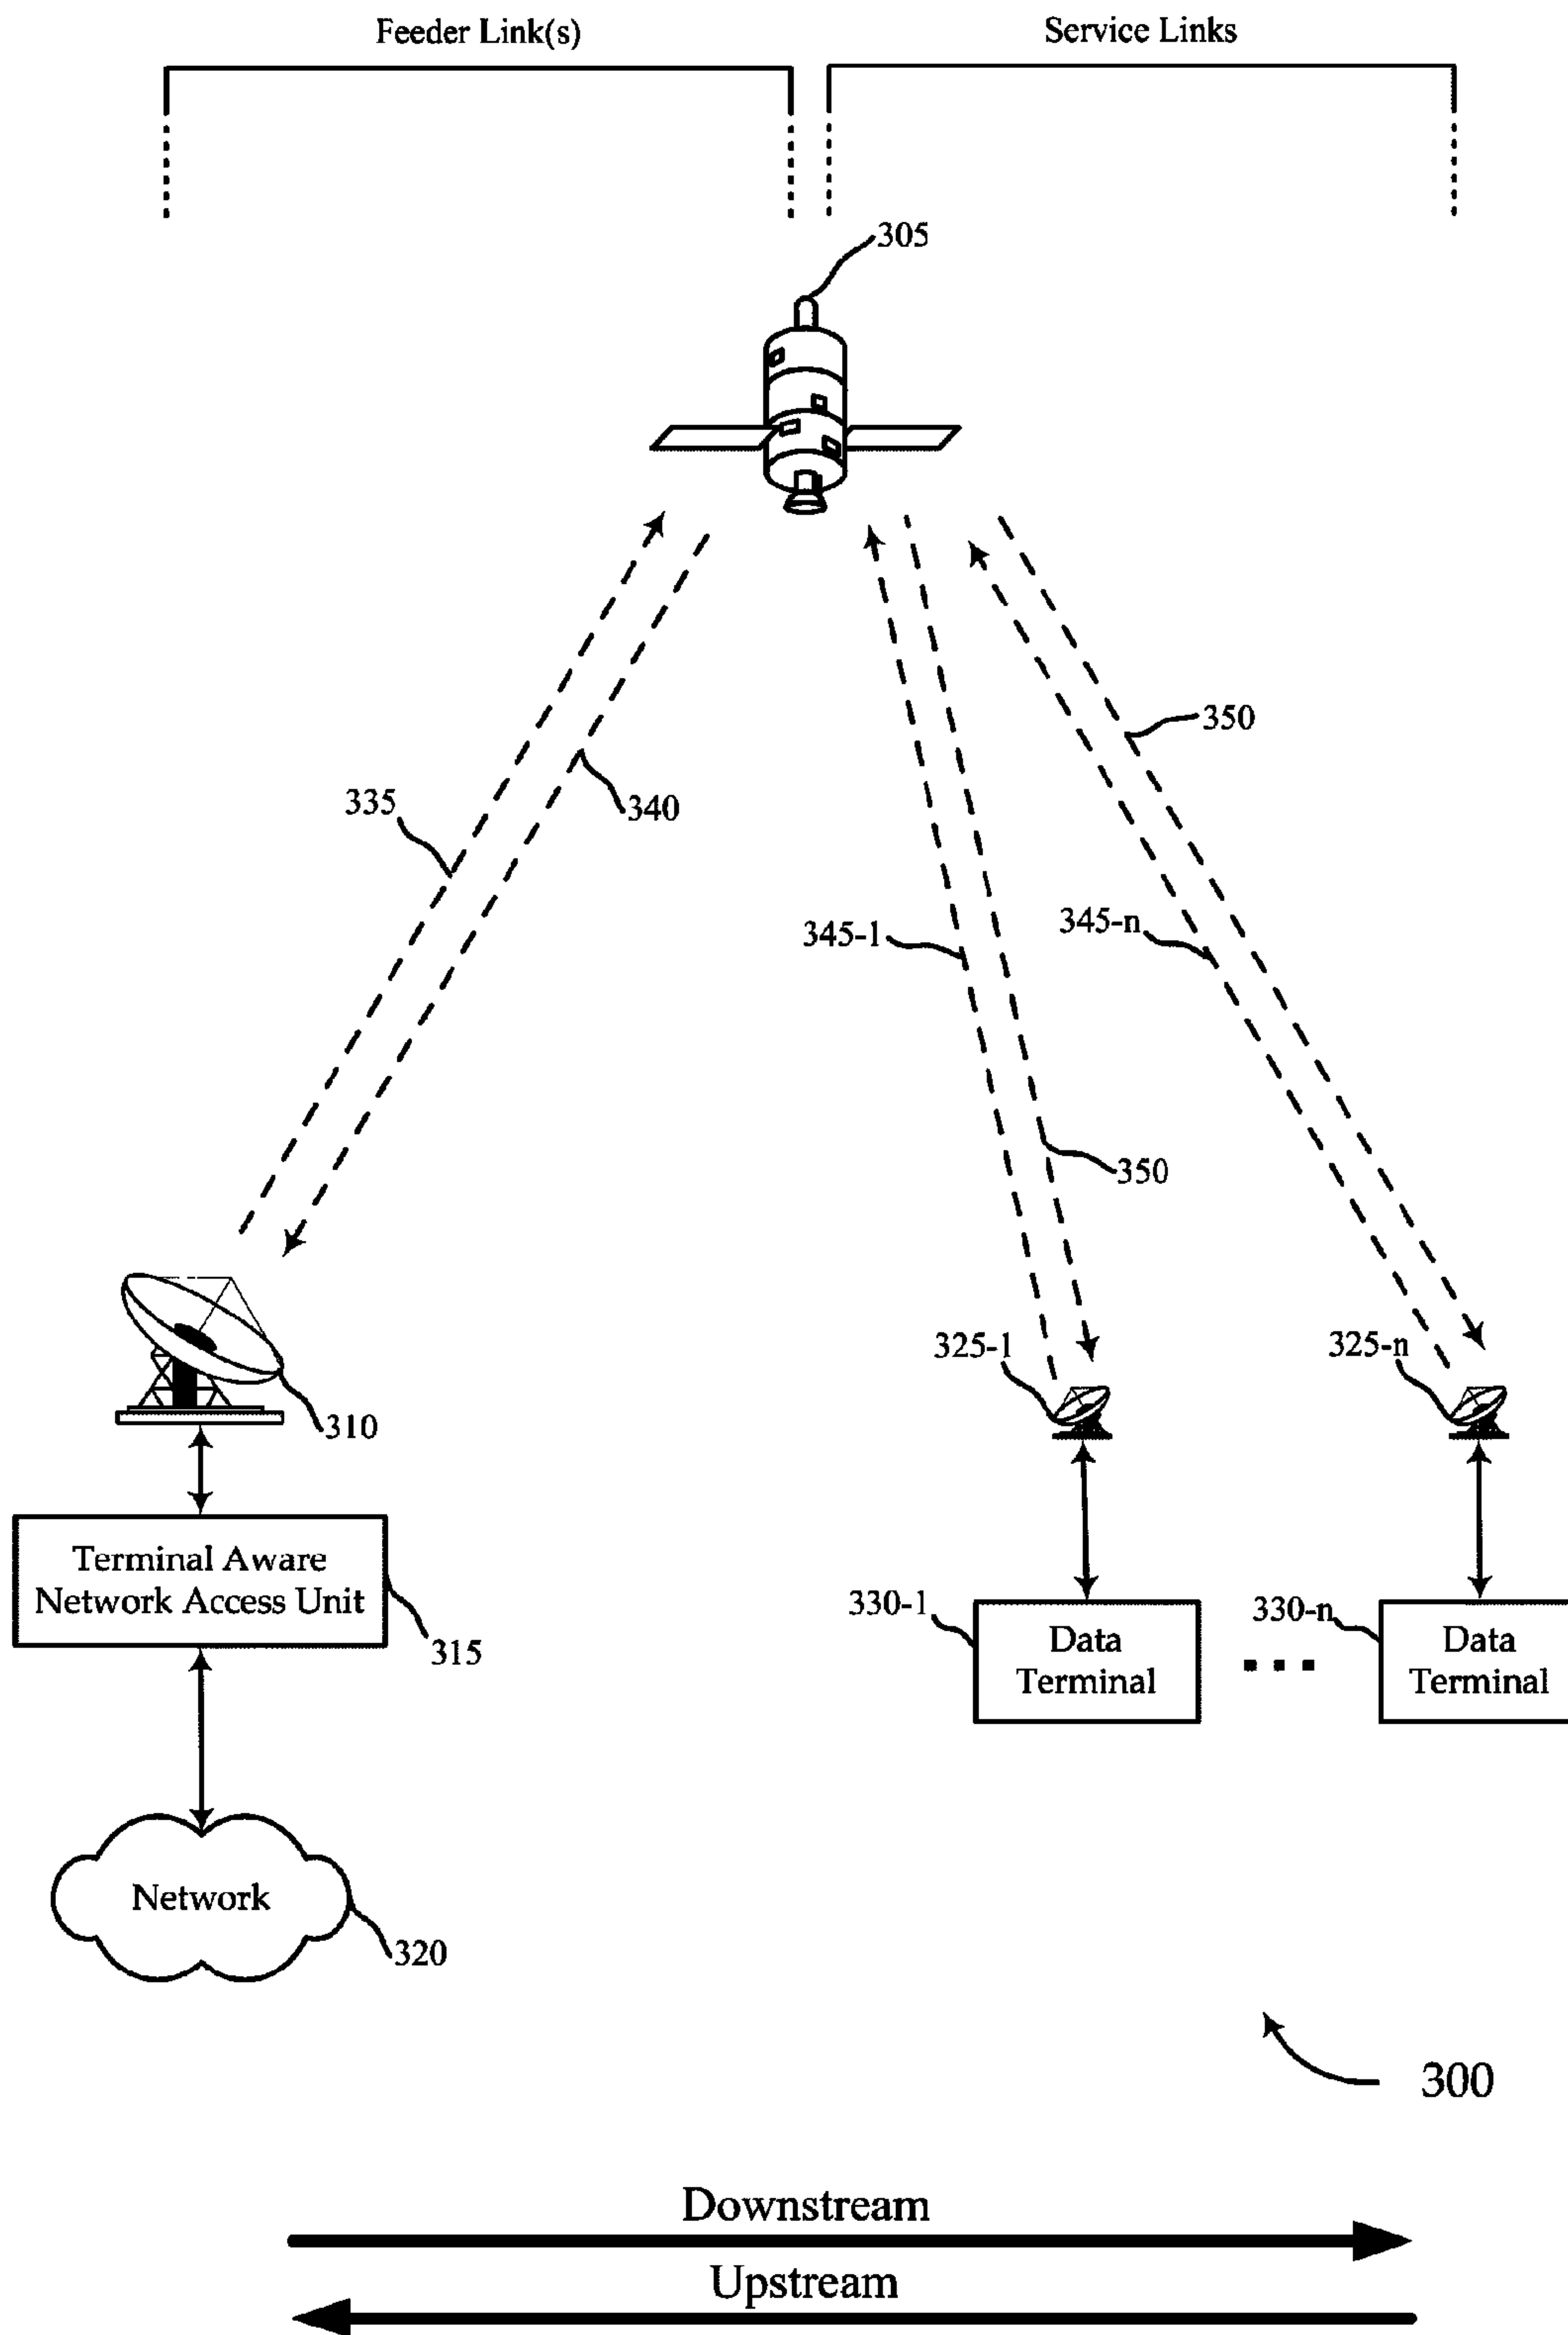 Feeder Link(s)
Service Links
305
350
335
340
345-1
345-n
350
325-1
325-n
310
Terminal Aware
Network Access Unit
315
330-1
Data
Terminal
330-n
Data
Terminal
Network
320
300
Downstream
Upstream